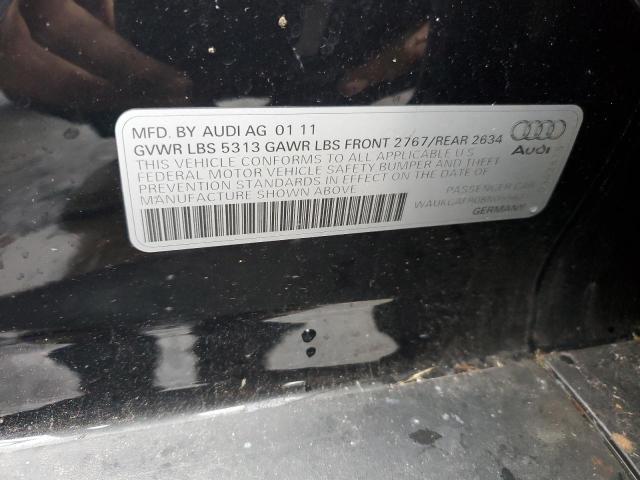 MFD. BY AUDI AG 01 11
GVWR LBS 5313 GAWR LBS FRONT 2767/REAR 2634
THIS VEHICLE CONFORMS TO ALL APPLICABLE U.S.
FEDERAL MOTOR VEHICLE SAFETY BUMPER AND THEFT
PREVENTION STANDARDS IN EFFECT ON THE DATE OF
MANUFACTURE SHOWN ABOVE
Audi
PASSENGER CAR
GERMANY